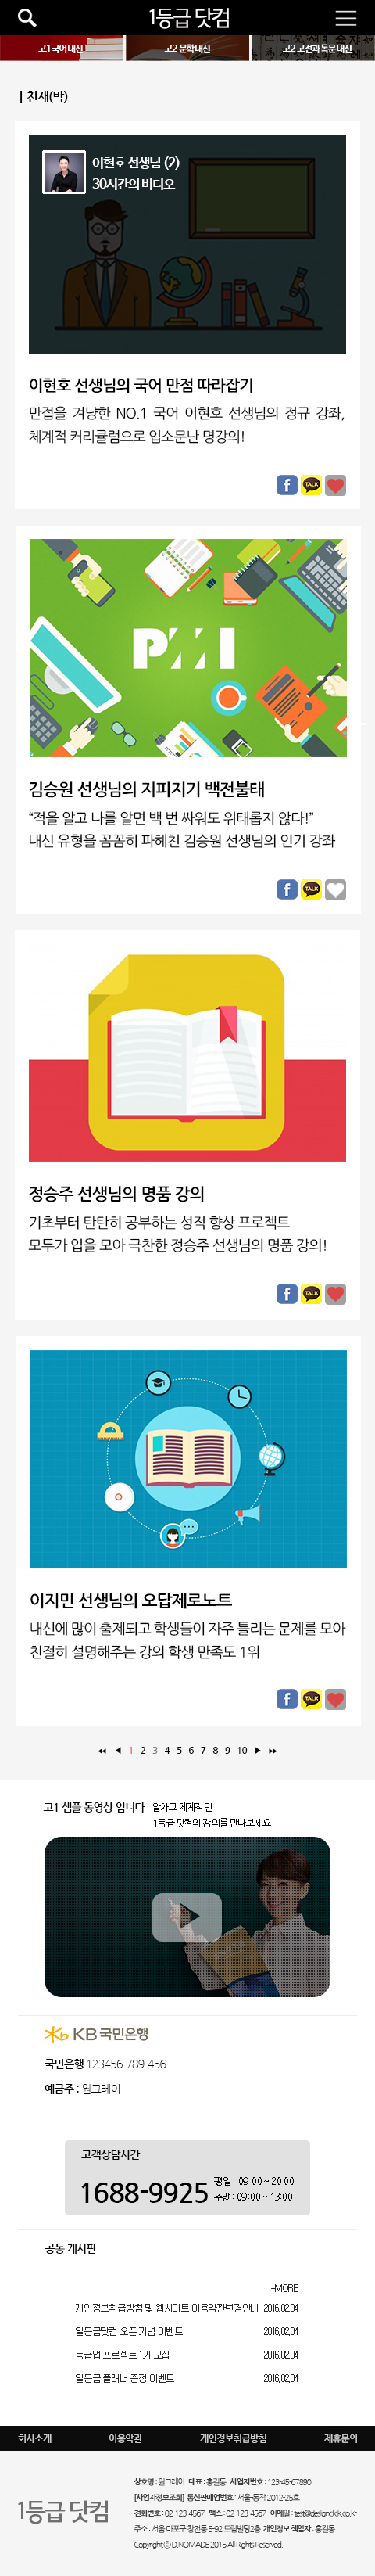 1등급 닷컴
고1 국어 내신 1
고2 문학 내신
고2 고전과 독문 내신
| 천재(박)
이현호 선생님 (2)
30시간의 비디오
이현호 선생님의 국어 만점 따라잡기
만접을 겨냥한 NO.1 국어 이현호 선생님의 정규 강좌,
체계적 커리큘럼으로 입소문난 명강의!
TALK
PMI
김승원 선생님의 지피지기 백전불태
“적을 알고 나를 알면 백 번 싸워도 위태롭지 않다!”
내신 유형을 꼼꼼히 파헤친 김승원 선생님의 인기 강좌
TALK
정승주 선생님의 명품 강의
기초부터 탄탄히 공부하는 성적 향상 프로젝트
모두가 입을 모아 극찬한 정승주 선생님의 명품 강의!
TALK
이지민 선생님의 오답제로노트
내신에 많이 출제되고 학생들이 자주 틀리는 문제를 모아
친절히 설명해주는 강의 학생 만족도 1위
TALK
1 2 3 4 5 6 7 8 9 10
고1 샘플 동영상 입니다 알차고 체계적인
1등급 닷컴의 강의를 만나보세요!
KB 국민은행
국민은행 123456-789-456
예금주 : 윈그레이
고객상담시간
1688-9925 평일 : 09:00 ~ 20:00
주말 : 09:00 ~ 13:00
공동 게시판
+MORE
개인정보취급방침 및 웹사이트 이용약관변경안내 2016.02.04
일등급닷컴 오픈 기념 이벤트 2016.02.04
등급업 프로젝트 1기 모집 2016.02.04
일등급 플래너 증정 이벤트 2016.02.04
회사소개 이용약관 개인정보취급방침 제휴문의
1등급 닷컴
상호명 : 윈그레이 대표 : 홍길동 사업자번호 : 123-45-67890
[사업자정보조회] 통신판매업번호 : 서울-동작 2012-25호
전화번호 : 02-123-4567 팩스 : 02-123-4567 이메일 : test@designclick.co.kr
주소 : 서울 마포구 창전동 5-92 드림빌딩2층 개인정보 책임자 : 홍길동
Copyright ⓒ D.NOMADE 2015 All Rights Reserved.